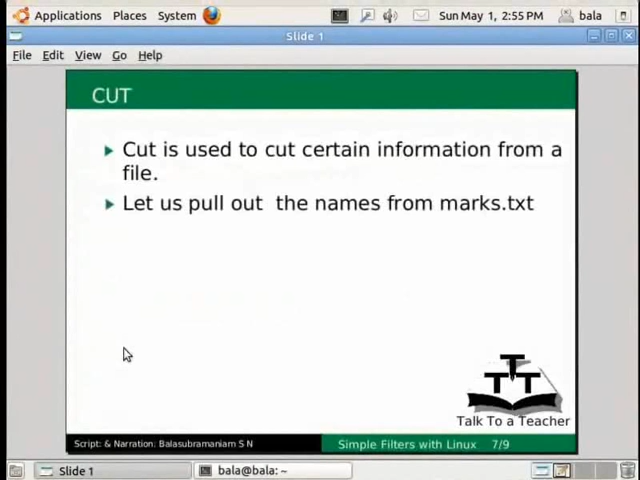 Applications Places System Sun May 1, 2:55 PM bala
Slide 1
File Edit View Go Help
CUT
Cut is used to cut certain information from a
file.
Let us pull out the names from marks.txt
T T T
Talk To a Teacher
Script: & Narration: Balasubramaniam S N Simple Filters with Linux 7/9
Slide 1 bala@bala: ~